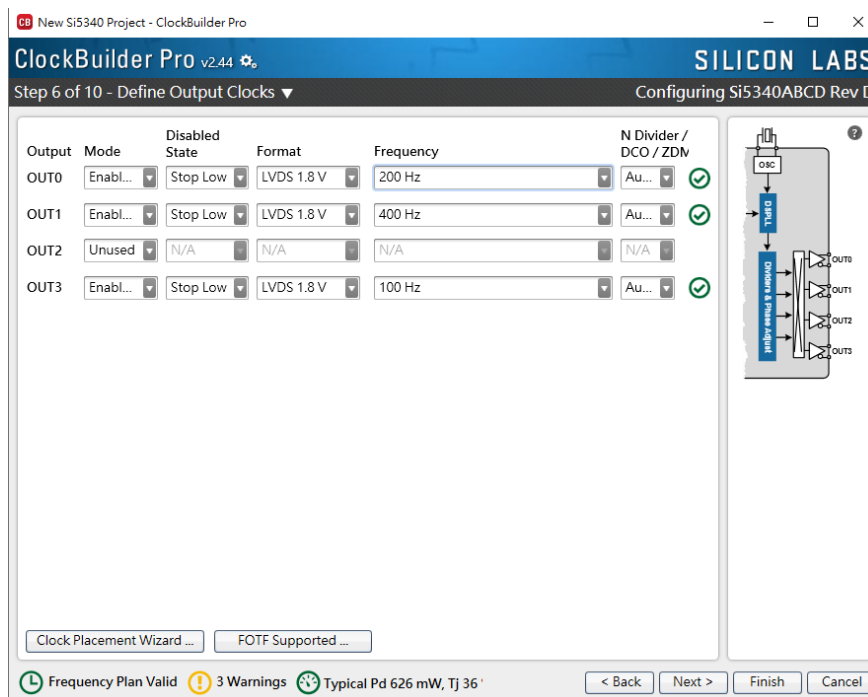 CB New Si5340 Project - ClockBuilder Pro
ClockBuilder Pro v2.44
SILICON LABS
Step 6 of 10 - Define Output Clocks ▼
Configuring Si5340ABCD Rev D
Output Mode Disabled State Format Frequency N Divider / DCO / ZDM
OUT0 Enabl... Stop Low LVDS 1.8 V 200 Hz Au...
OUT1 Enabl... Stop Low LVDS 1.8 V 400 Hz Au...
OUT2 Unused N/A N/A N/A N/A
OUT3 Enabl... Stop Low LVDS 1.8 V 100 Hz Au...
?
OSC
DSPLL
Dividers & Phase Adjust
OUT0
OUT1
OUT2
OUT3
Clock Placement Wizard ...
FOTF Supported ...
Frequency Plan Valid
3 Warnings
Typical Pd 626 mW, Tj 36 °
< Back
Next >
Finish
Cancel